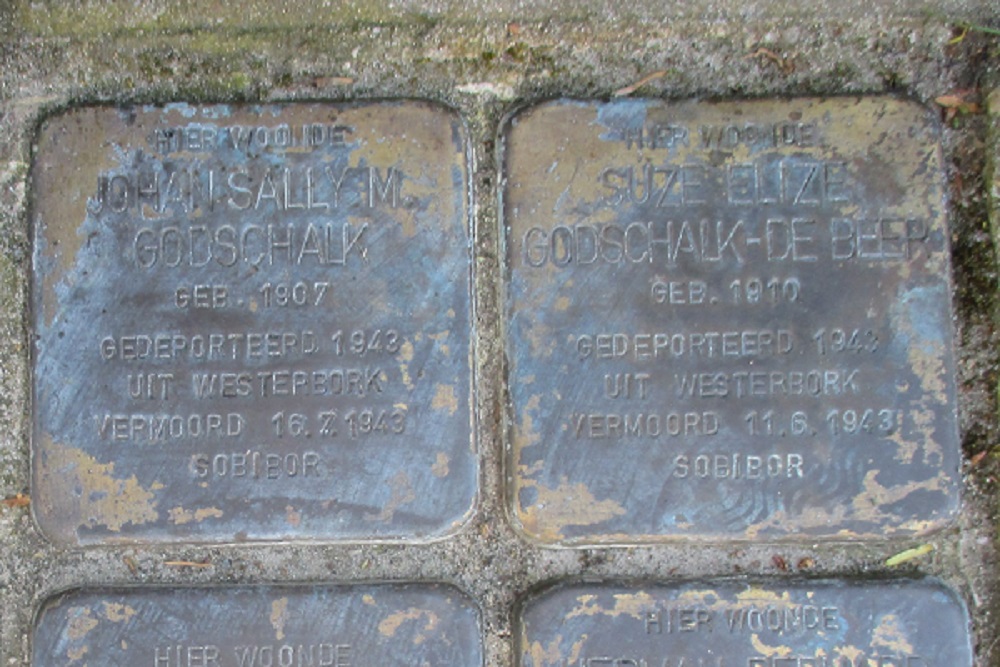 HIER WOONDE
JOHAN SALLY M.
GODSCHALK
GEB. 1907
GEDEPORTEERD 1943
UIT WESTERBORK
VERMOORD 16.7.1943
SOBIBOR
HIER WOONDE
SUZE ELIZE
GODSCHALK-DE BEER
GEB. 1910
GEDEPORTEERD 1943
UIT WESTERBORK
VERMOORD 11.6.1943
SOBIBOR
HIER WOONDE
HIER WOONDE